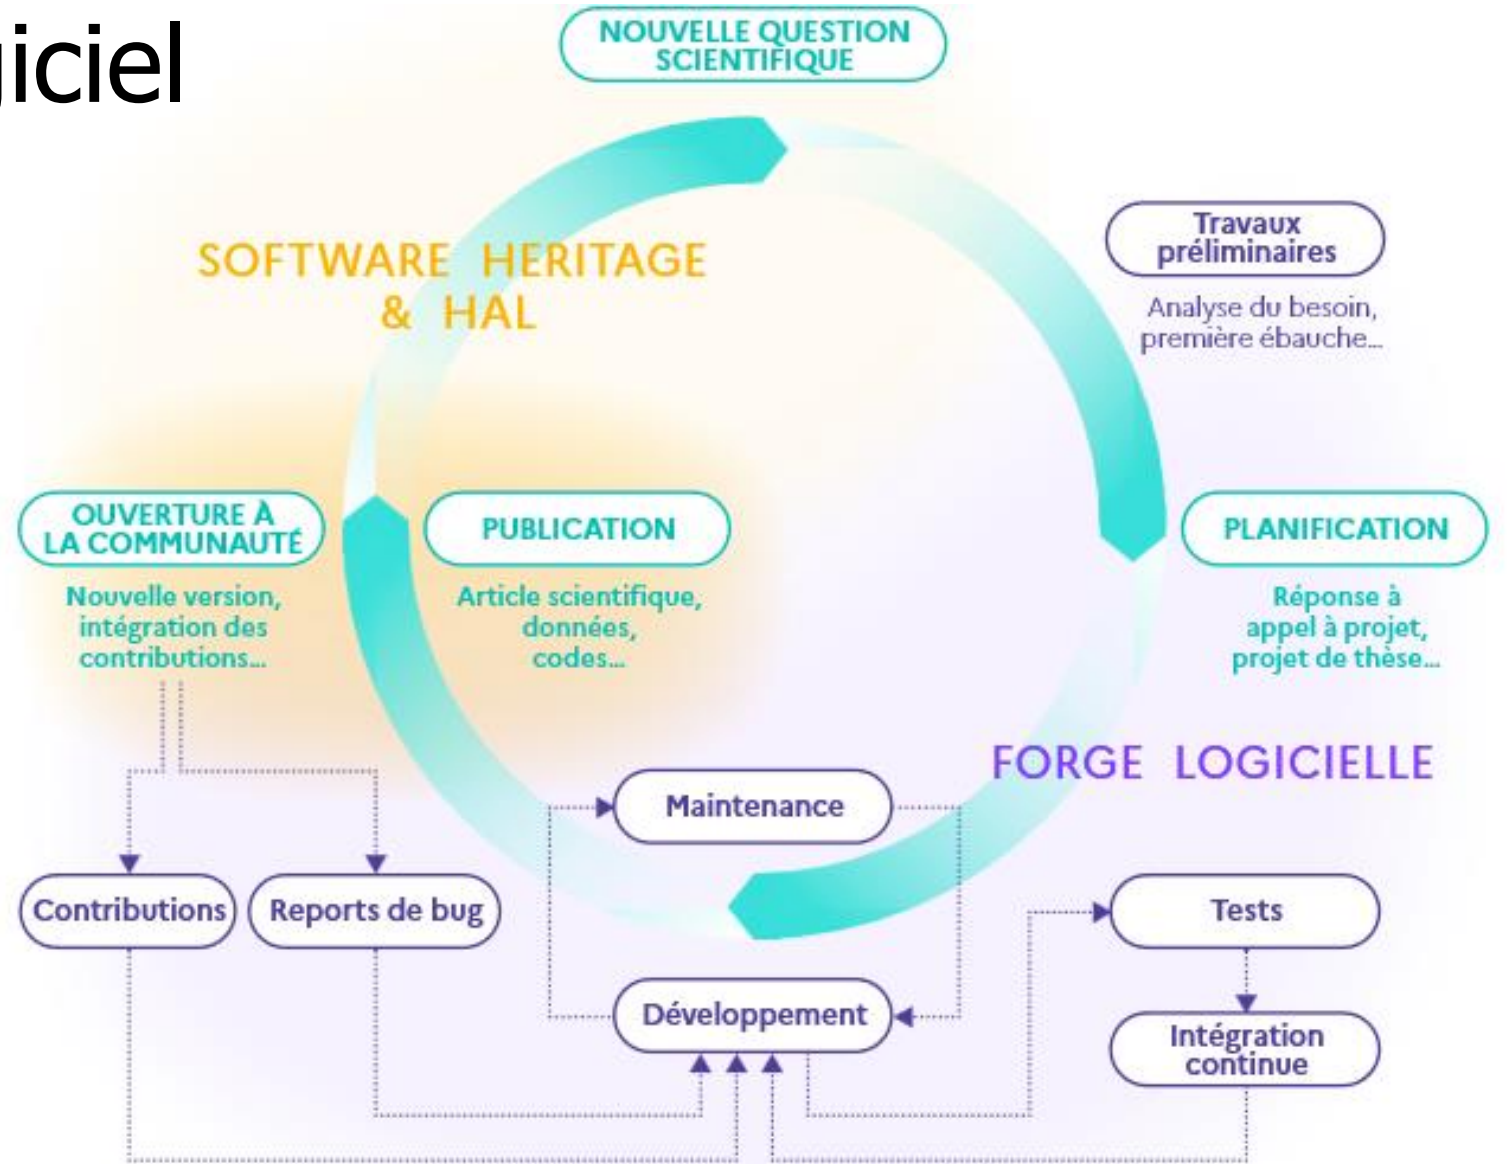 giciel
NOUVELLE QUESTION
SCIENTIFIQUE
Travaux
préliminaires
Analyse du besoin,
première ébauche...
SOFTWARE HERITAGE
& HAL
OUVERTURE À
LA COMMUNAUTÉ
Nouvelle version,
intégration des
contributions...
PUBLICATION
Article scientifique,
données,
codes...
PLANIFICATION
Réponse à
appel à projet,
projet de thèse...
FORGE LOGICIELLE
Maintenance
Contributions
Reports de bug
Tests
Développement
Intégration
continue